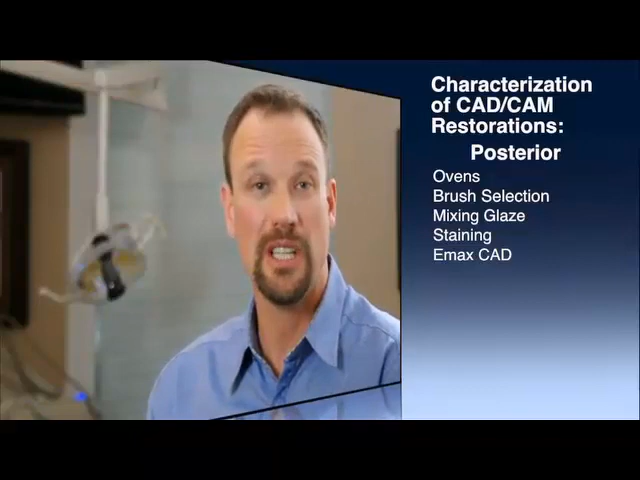 Characterization
of CAD/CAM
Restorations:
Posterior
Ovens
Brush Selection
Mixing Glaze
Staining
Emax CAD